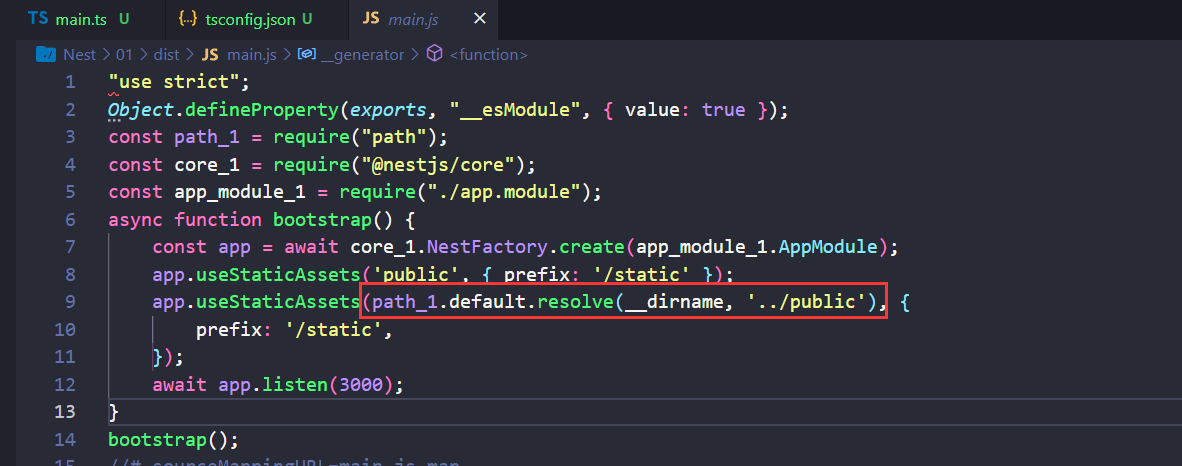 TS main.ts U {..} tsconfig.json U JS main.js ×
Nest > 01 > dist > JS main.js > __generator > <function>
1 "use strict";
2 Object.defineProperty(exports, "__esModule", { value: true });
3 const path_1 = require("path");
4 const core_1 = require("@nestjs/core");
5 const app_module_1 = require("./app.module");
6 async function bootstrap() {
7 const app = await core_1.NestFactory.create(app_module_1.AppModule);
8 app.useStaticAssets('public', { prefix: '/static' });
9 app.useStaticAssets(path_1.default.resolve(__dirname, '../public'), {
10 prefix: '/static',
11 });
12 await app.listen(3000);
13 }
14 bootstrap();
15 //# sourceMappingURL=main.js.map